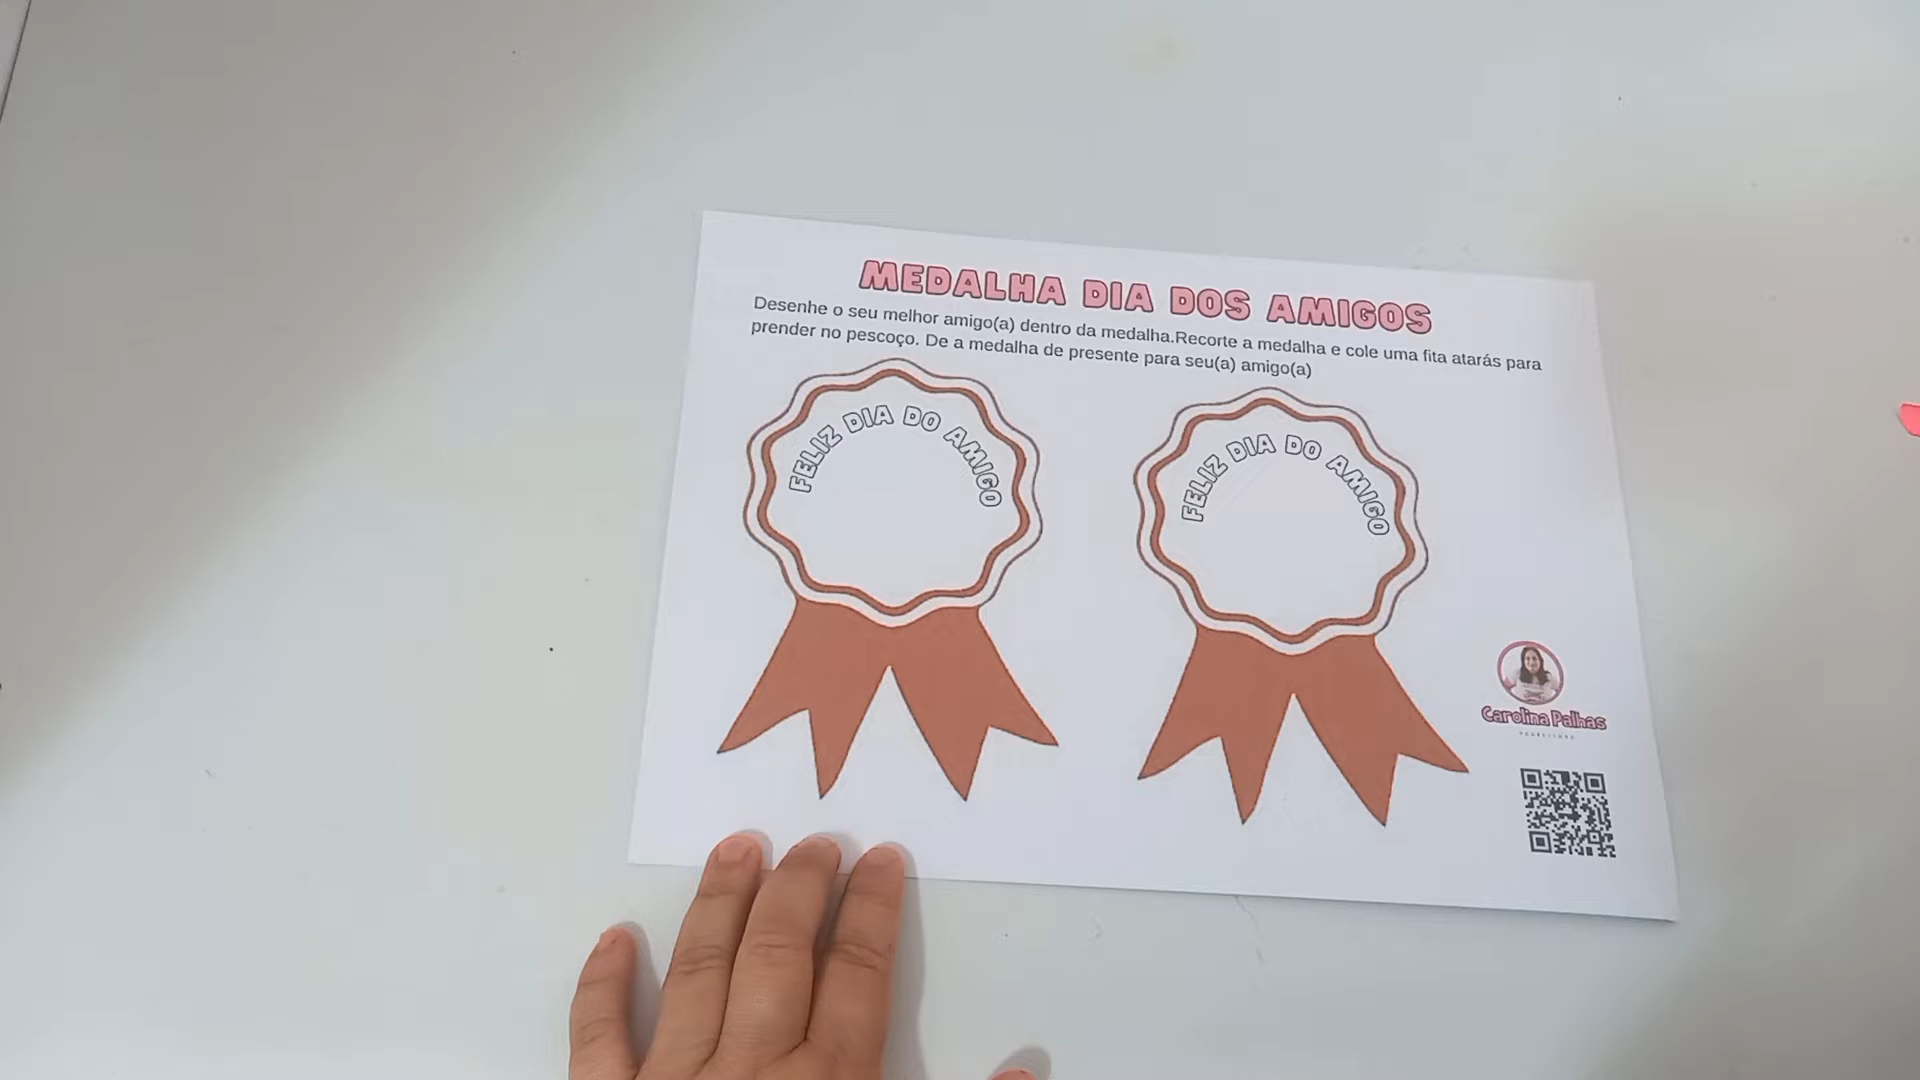 MEDALHA DIA DOS AMIGOS
Desenhe o seu melhor amigo(a) dentro da medalha.Recorte a medalha e cole uma fita atarás para
prender no pescoço. De a medalha de presente para seu(a) amigo(a)
FELIZ DIA DO AMIGO
FELIZ DIA DO AMIGO
Carolina Palhas